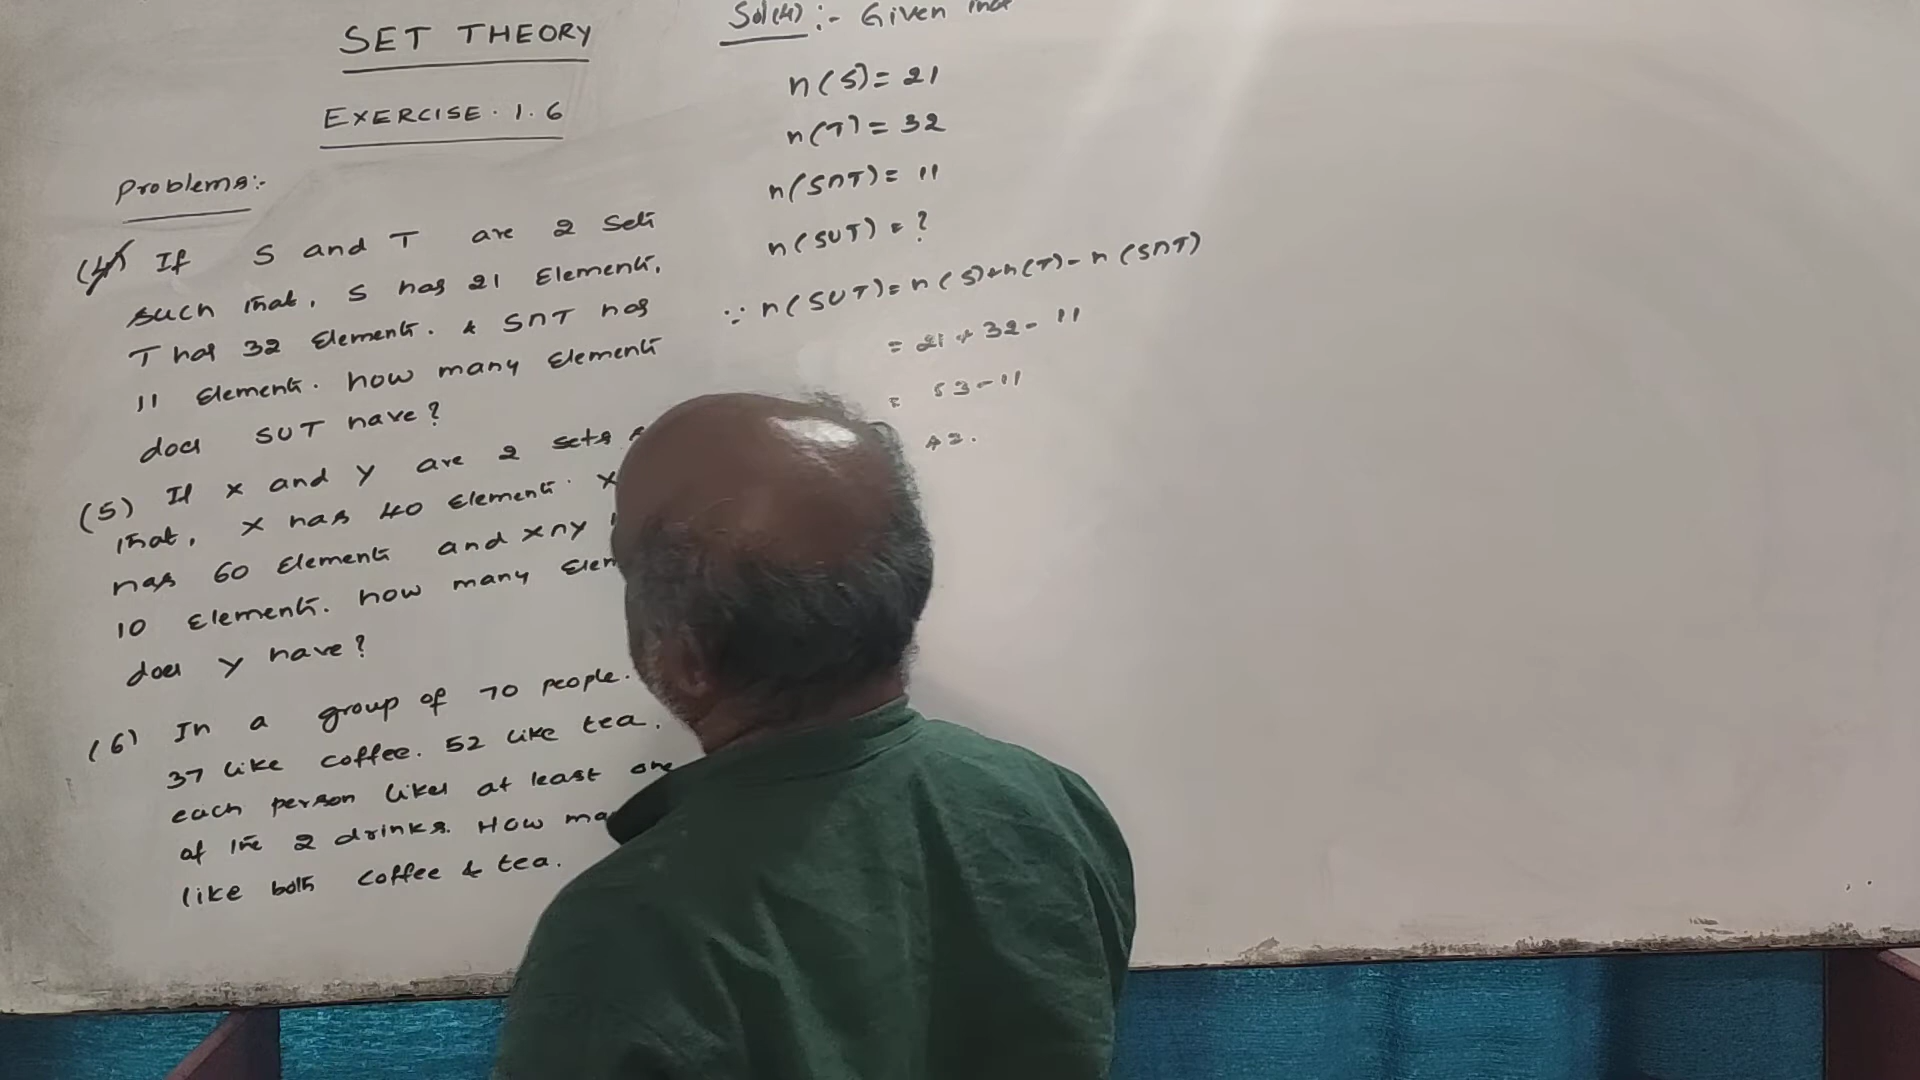 SET THEORY
EXERCISE. 1.6
Problems:-
(4) If S and T are 2 Sets
such that, S has 21 Elements,
T has 32 Elements. & S∩T has
11 Elements. how many Elements
does S∪T have?
(5) If X and Y are 2 sets
that, X has 40 Elements. X
has 60 Elements and X∩Y
10 Elements. how many
does Y have?
(6) In a group of 70 people.
37 like coffee. 52 like tea.
each person likes at least one
of the 2 drinks. How
like both coffee & tea.
Sol(4) :- Given that
n(S) = 21
n(T) = 32
n(S∩T) = 11
n(S∪T) = ?
∵ n(S∪T) = n(S)+n(T)- n(S∩T)
= 21 + 32 - 11
= 53-11
42.